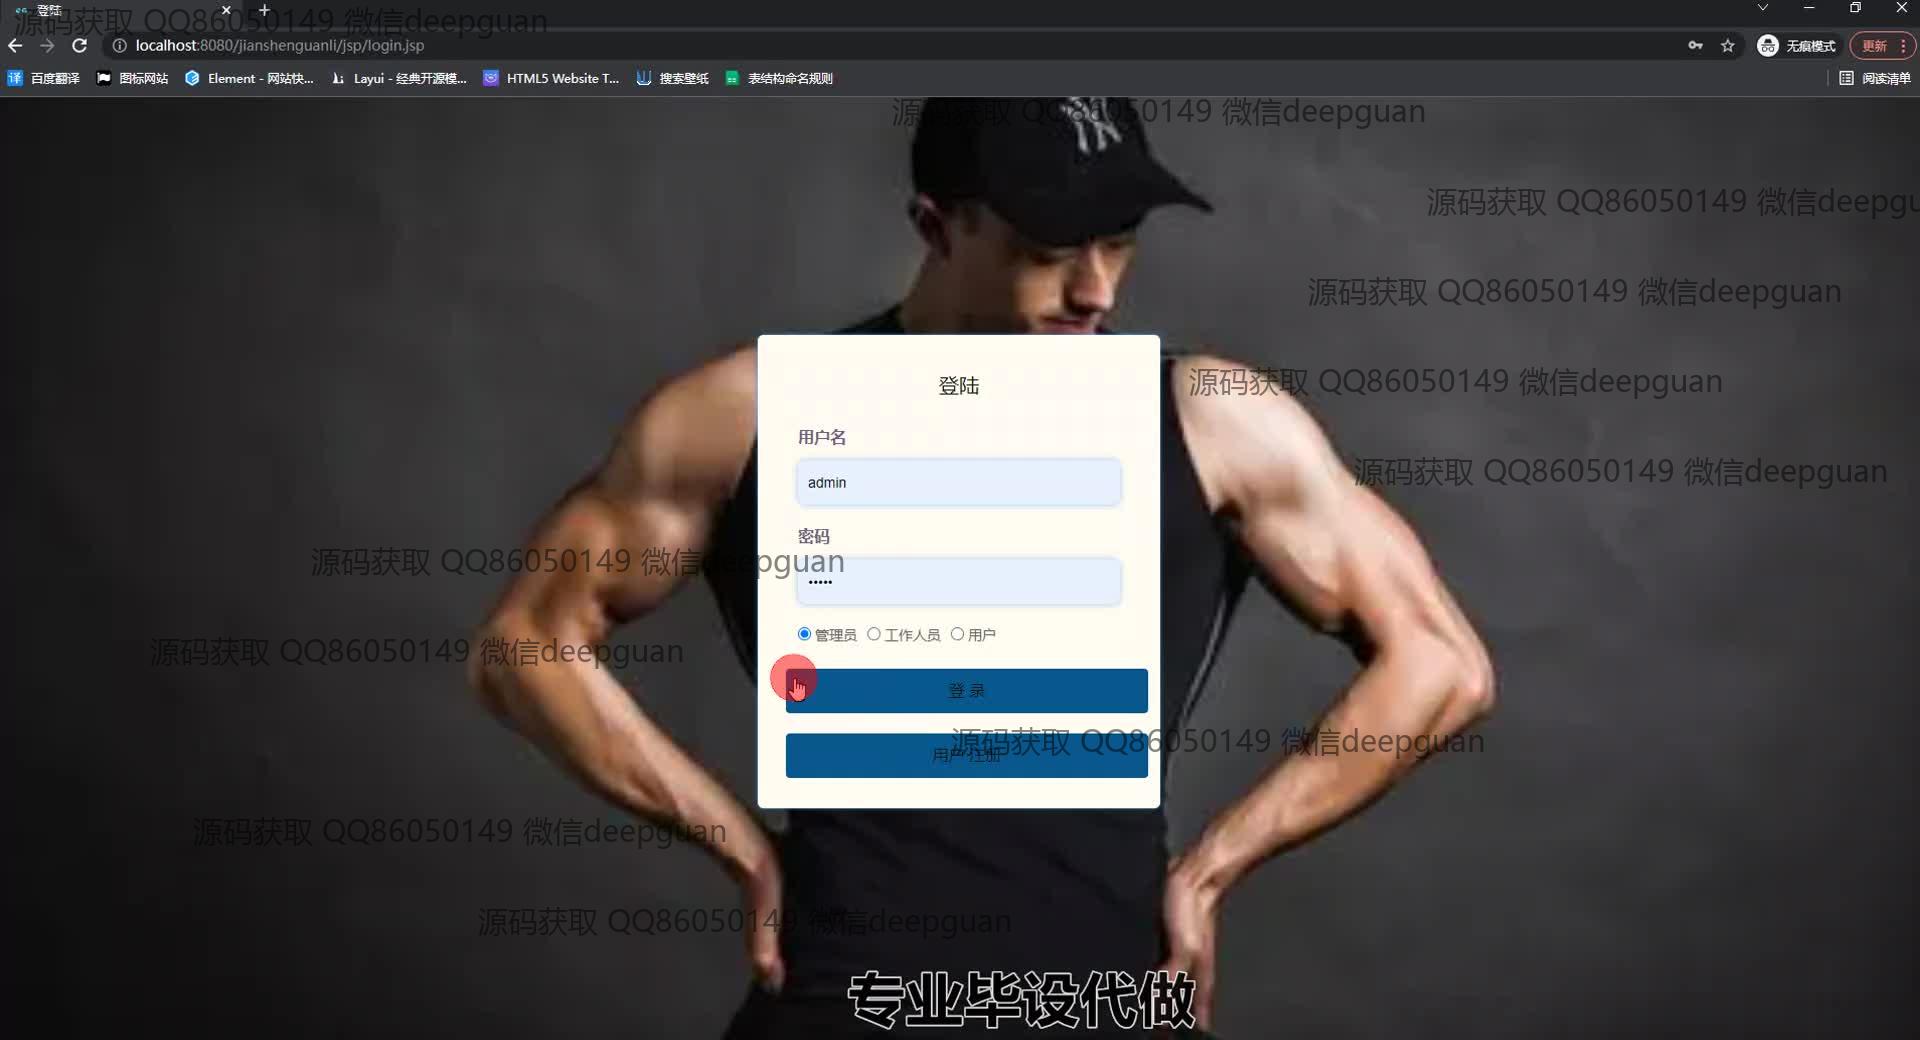 登陆
源码获取 QQ86050149 微信deepguan
localhost:8080/jianshenguanli/jsp/login.jsp
无痕模式
更新
百度翻译
图标网站
Element - 网站快...
Layui - 经典开源模...
HTML5 Website T...
搜索壁纸
表结构命名规则
阅读清单
源码获取 QQ86050149 微信deepguan
源码获取 QQ86050149 微信deepgu
源码获取 QQ86050149 微信deepguan
登陆
源码获取 QQ86050149 微信deepguan
用户名
源码获取 QQ86050149 微信deepguan
admin
密码
源码获取 QQ86050149 微信deepguan
管理员 工作人员 用户
源码获取 QQ86050149 微信deepguan
登 录
源码获取 QQ86050149 微信deepguan
用户注册
源码获取 QQ86050149 微信deepguan
源码获取 QQ86050149 微信deepguan
专业毕设代做